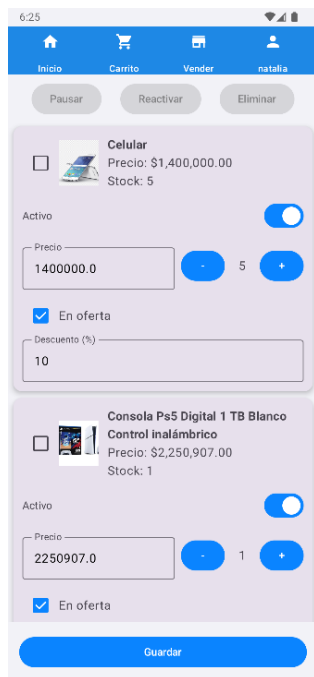 6:25
Inicio Carrito Vender natalia
Pausar Reactivar Eliminar
Celular
Precio: $1,400,000.00
Stock: 5
Activo
Precio
1400000.0 - 5 +
En oferta
Descuento (%)
10
Consola Ps5 Digital 1 TB Blanco
Control inalámbrico
Precio: $2,250,907.00
Stock: 1
Activo
Precio
2250907.0 - 1 +
En oferta
Guardar